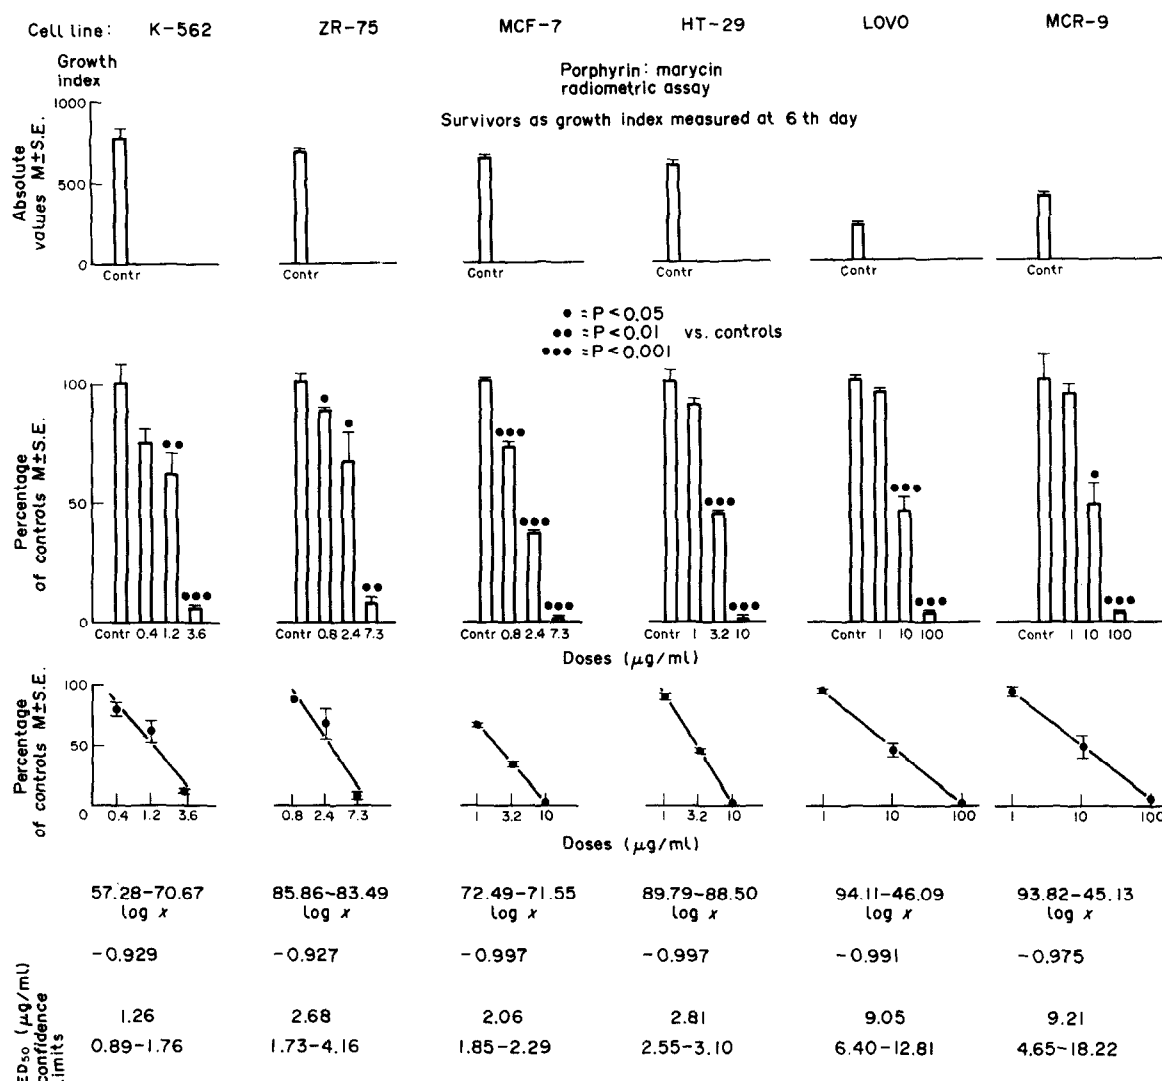 Cell line: K-562 ZR-75 MCF-7 HT-29 LOVO MCR-9
Growth
index
Porphyrin: marycin
radiometric assay
Survivors as growth index measured at 6 th day
Absolute
values M±S.E.
1000
500
0
Contr Contr Contr Contr Contr Contr
• = P < 0.05
•• = P < 0.01 vs. controls
••• = P < 0.001
Percentage
of controls M±S.E.
100
50
0
•• ••• • • •• ••• ••• ••• ••• ••• ••• ••• • •••
Contr 0.4 1.2 3.6 Contr 0.8 2.4 7.3 Contr 0.8 2.4 7.3 Contr 1 3.2 10 Contr 1 10 100 Contr 1 10 100
Doses (μg/ml)
Percentage
of controls M±S.E.
100
50
0
0.4 1.2 3.6 0.8 2.4 7.3 1 3.2 10 1 3.2 10 1 10 100 1 10 100
Doses (μg/ml)
57.28-70.67 85.86-83.49 72.49-71.55 89.79-88.50 94.11-46.09 93.82-45.13
log x log x log x log x log x log x
-0.929 -0.927 -0.997 -0.997 -0.991 -0.975
ED50 (μg/ml)
confidence
limits
1.26 2.68 2.06 2.81 9.05 9.21
0.89-1.76 1.73-4.16 1.85-2.29 2.55-3.10 6.40-12.81 4.65-18.22